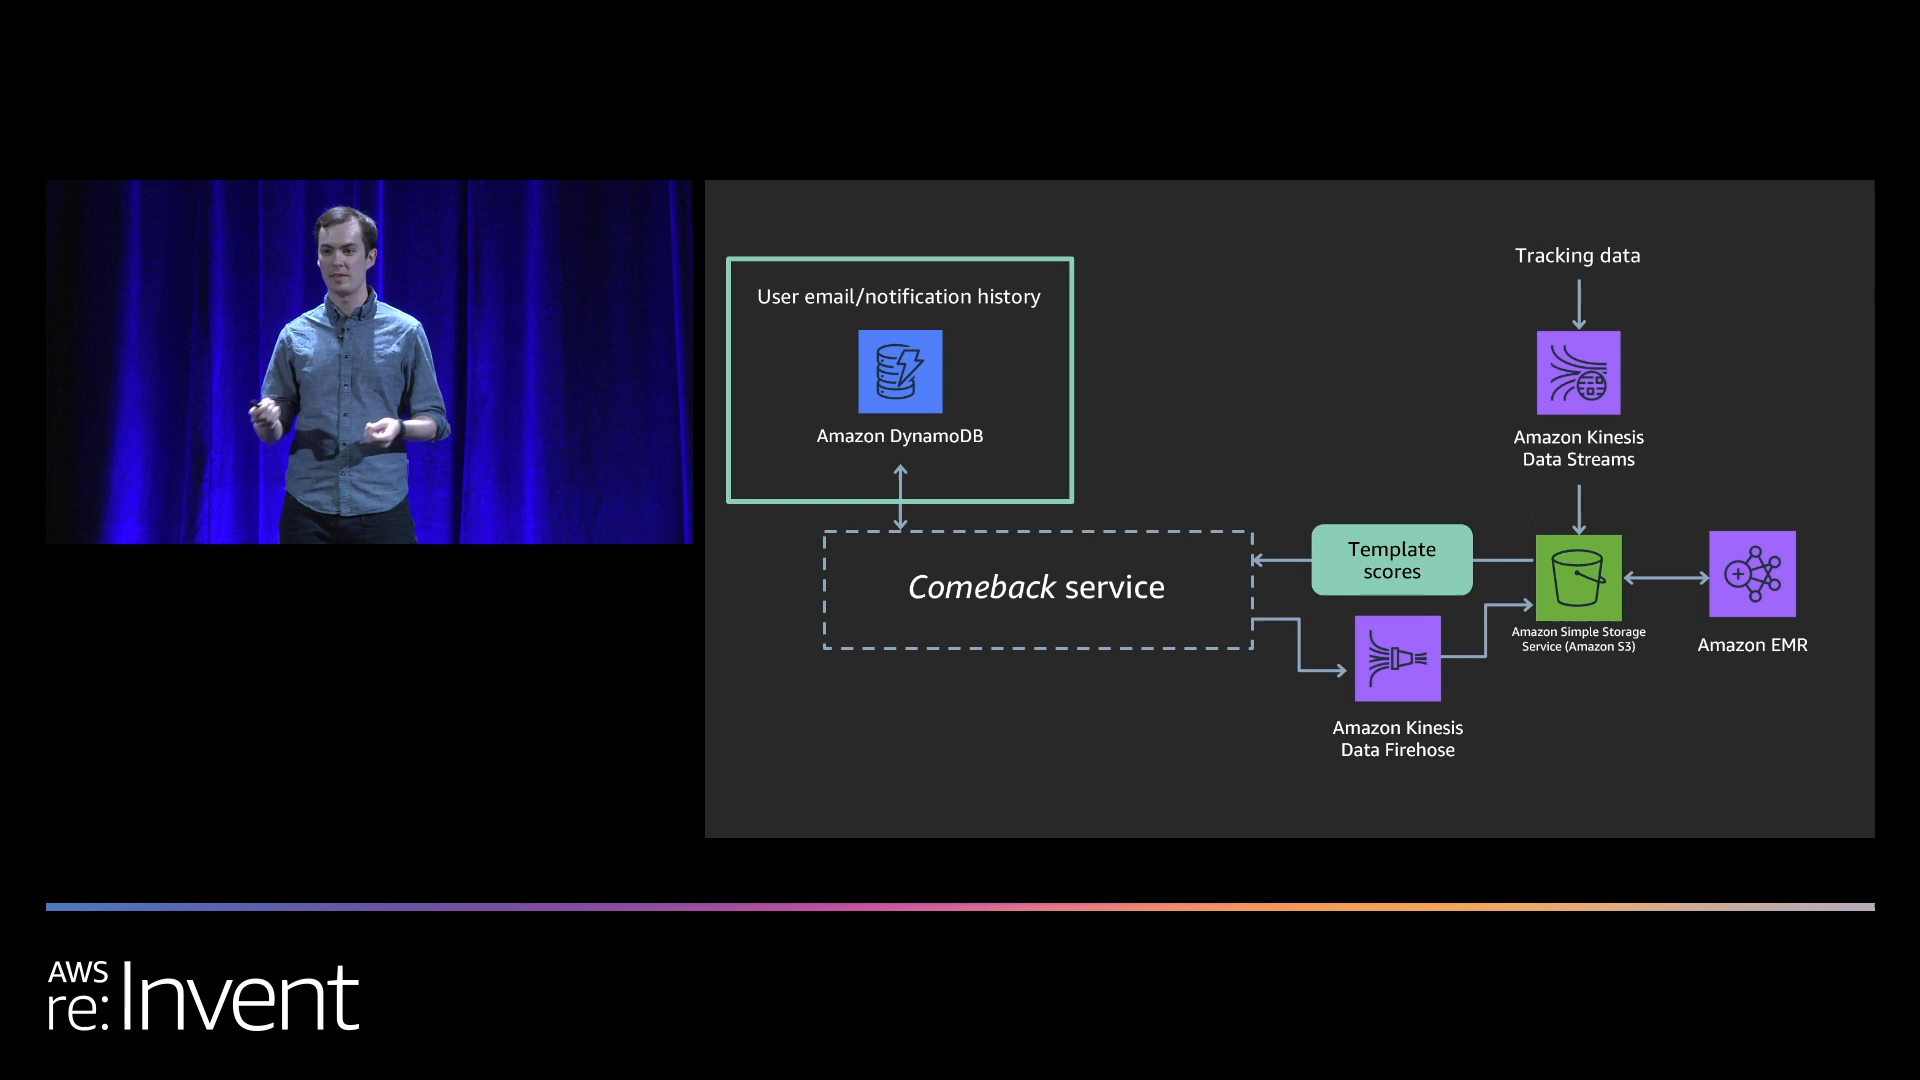 User email/notification history
Amazon DynamoDB
Comeback service
Tracking data
Amazon Kinesis
Data Streams
Template
scores
Amazon Simple Storage
Service (Amazon S3)
Amazon EMR
Amazon Kinesis
Data Firehose
AWS
re:Invent